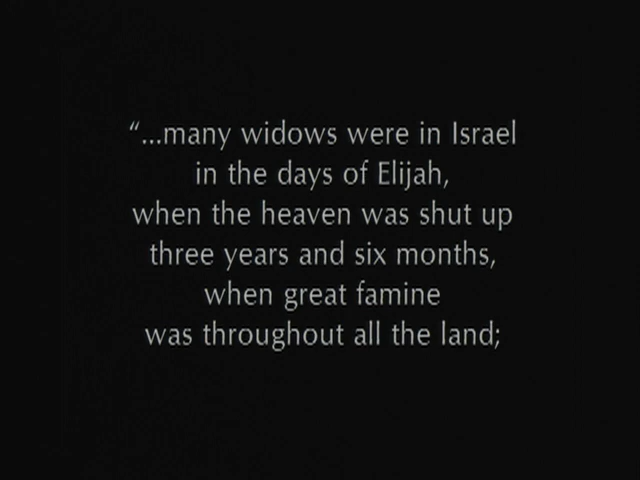 “...many widows were in Israel
in the days of Elijah,
when the heaven was shut up
three years and six months,
when great famine
was throughout all the land;